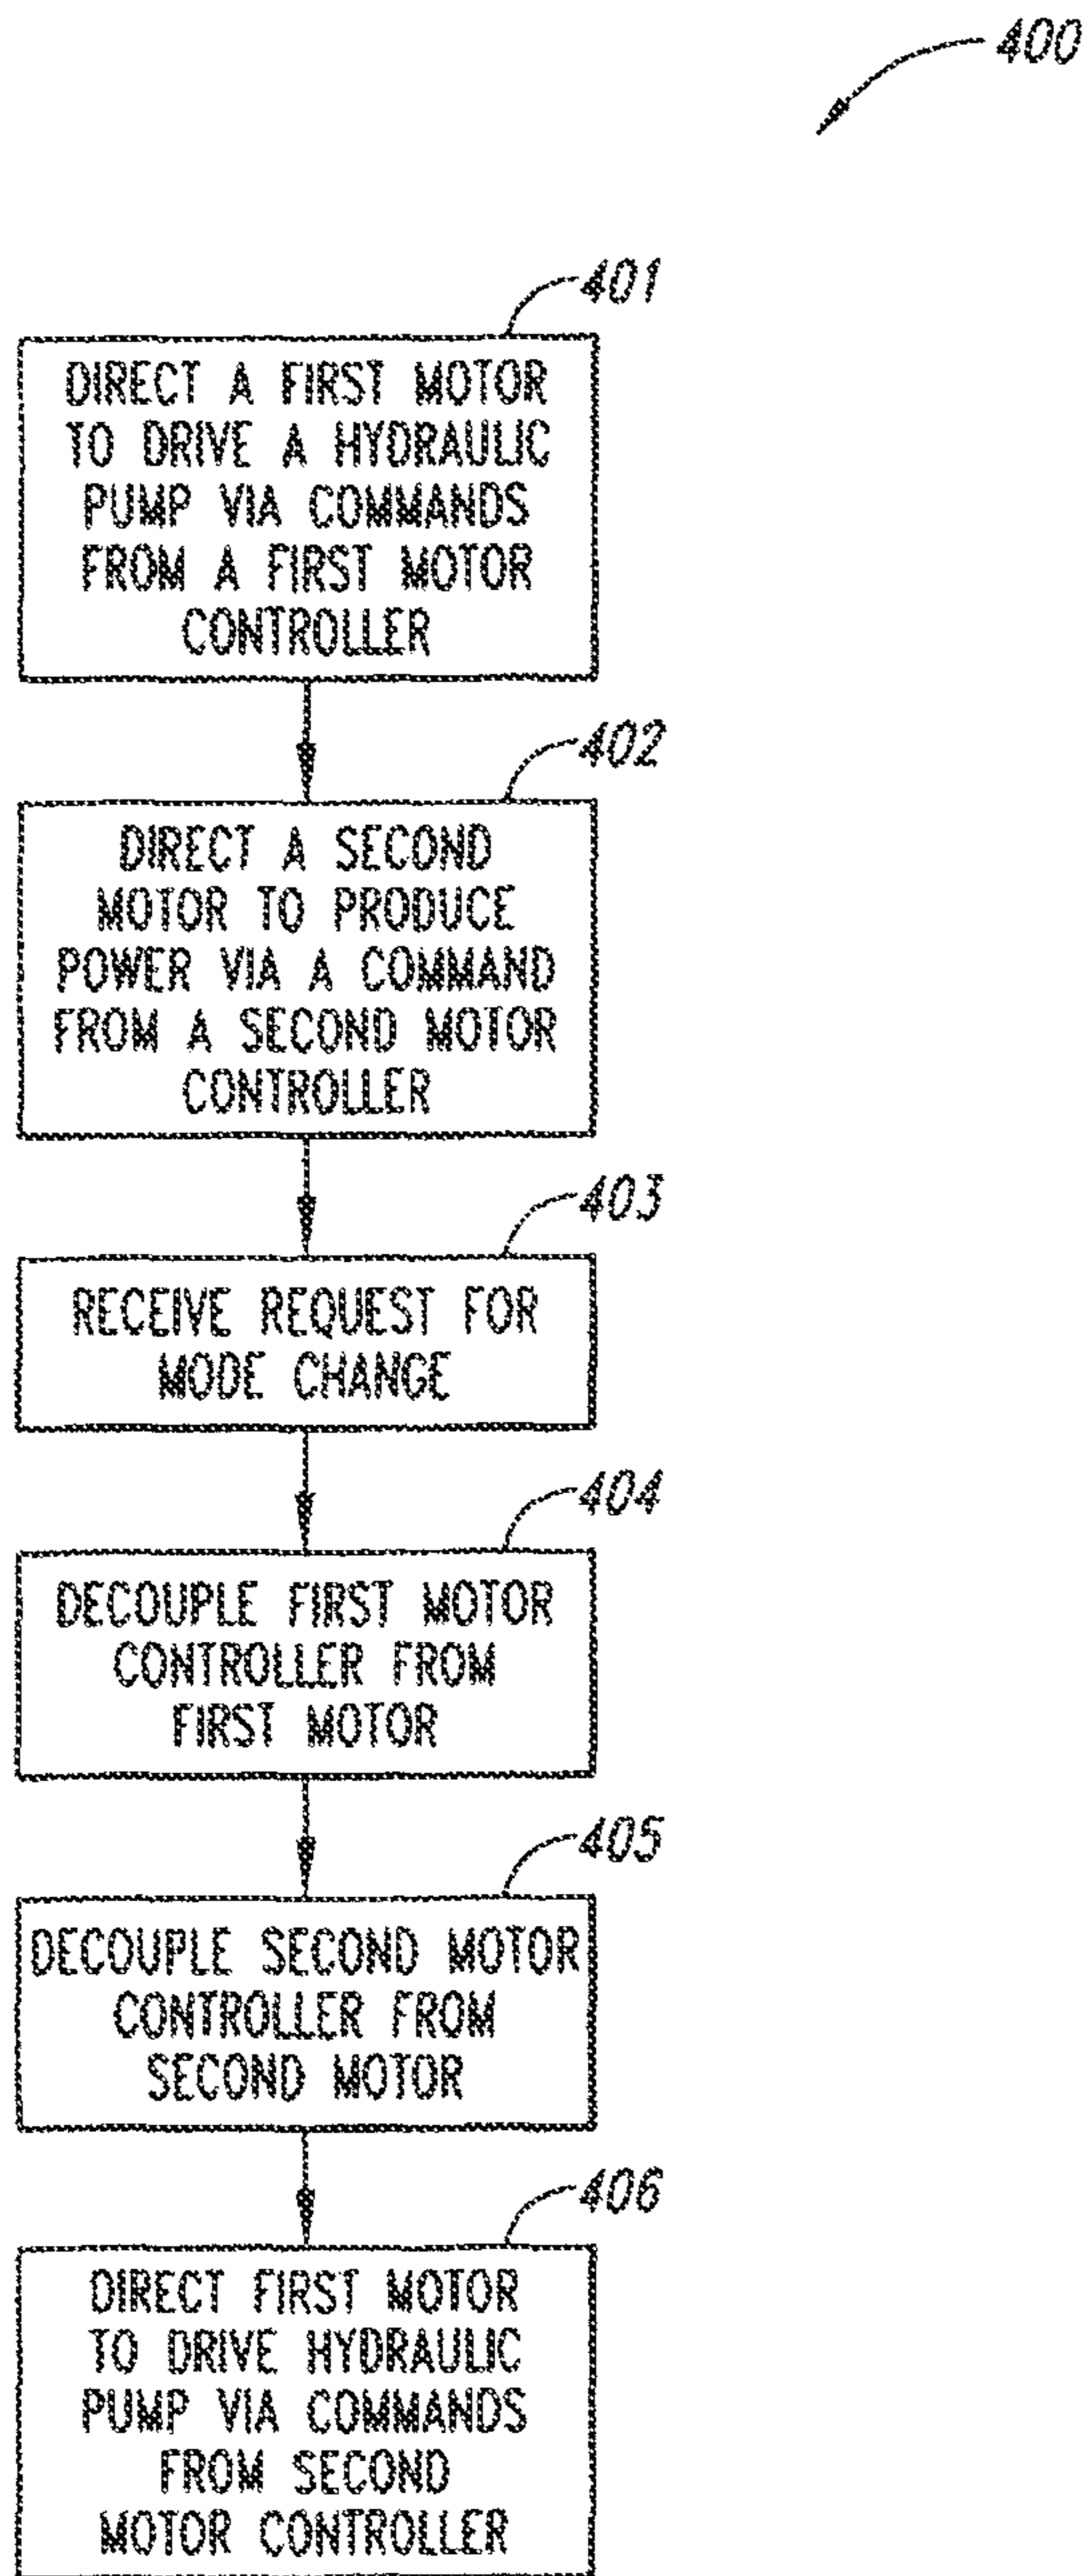 400
401
DIRECT A FIRST MOTOR
TO DRIVE A HYDRAULIC
PUMP VIA COMMANDS
FROM A FIRST MOTOR
CONTROLLER
402
DIRECT A SECOND
MOTOR TO PRODUCE
POWER VIA A COMMAND
FROM A SECOND MOTOR
CONTROLLER
403
RECEIVE REQUEST FOR
MODE CHANGE
404
DECOUPLE FIRST MOTOR
CONTROLLER FROM
FIRST MOTOR
405
DECOUPLE SECOND MOTOR
CONTROLLER FROM
SECOND MOTOR
406
DIRECT FIRST MOTOR
TO DRIVE HYDRAULIC
PUMP VIA COMMANDS
FROM SECOND
MOTOR CONTROLLER